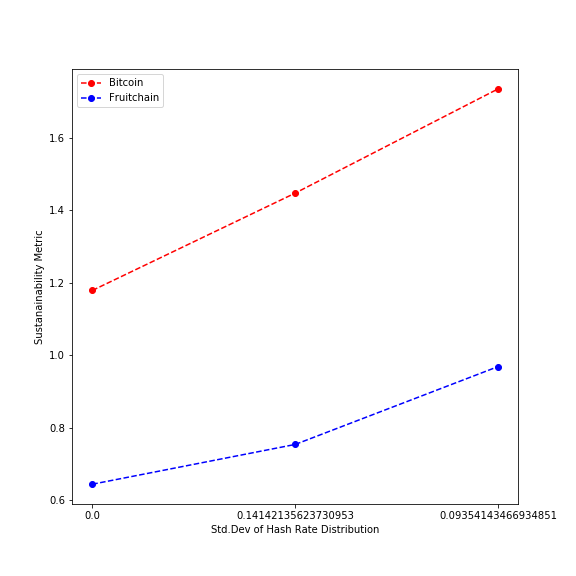 Bitcoin
Fruitchain
1.6
1.4
1.2
1.0
0.8
0.6
Sustanainability Metric
0.0 0.14142135623730953 0.09354143466934851
Std.Dev of Hash Rate Distribution